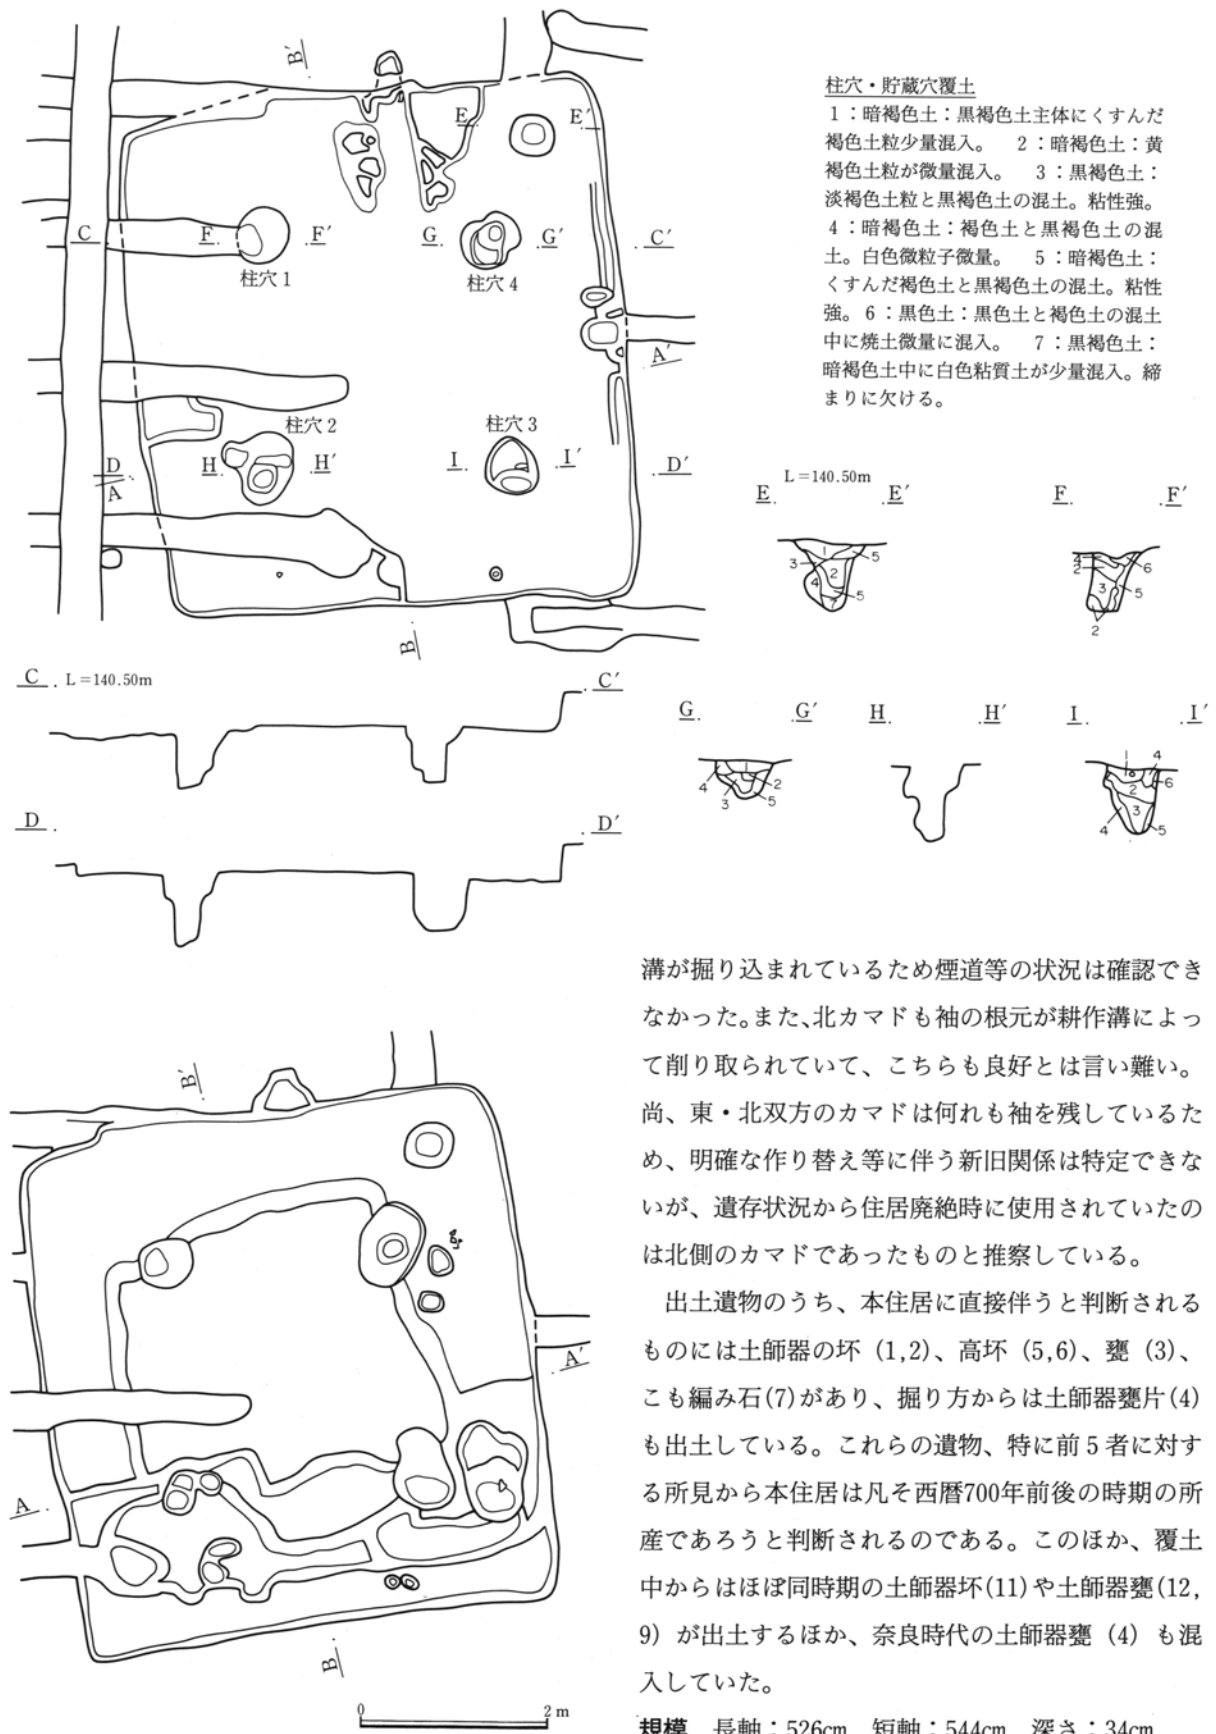 B′
E
E′
C
F
F′
G
G′
C′
柱穴1
柱穴4
A′
柱穴2
柱穴3
D
A
H
H′
I
I′
D′
B
柱穴・貯蔵穴覆土
1：暗褐色土：黒褐色土主体にくすんだ
褐色土粒少量混入。　2：暗褐色土：黄
褐色土粒が微量混入。　3：黒褐色土：
淡褐色土粒と黒褐色土の混土。粘性強。
4：暗褐色土：褐色土と黒褐色土の混
土。白色微粒子微量。　5：暗褐色土：
くすんだ褐色土と黒褐色土の混土。粘性
強。6：黒色土：黒色土と褐色土の混土
中に焼土微量に混入。　7：黒褐色土：
暗褐色土中に白色粘質土が少量混入。締
まりに欠ける。
L=140.50m
E
E′
F
F′
1
5
3
2
4
5
7
4
2
6
3
5
2
C
L=140.50m
C′
D
D′
G
G′
H
H′
I
I′
1
4
2
3
5
1
4
6
2
3
4
5
B′
A′
A
B
0
2 m
溝が掘り込まれているため煙道等の状況は確認でき
なかった。また、北カマドも袖の根元が耕作溝によっ
て削り取られていて、こちらも良好とは言い難い。
尚、東・北双方のカマドは何れも袖を残しているた
め、明確な作り替え等に伴う新旧関係は特定できな
いが、遺存状況から住居廃絶時に使用されていたの
は北側のカマドであったものと推察している。
　出土遺物のうち、本住居に直接伴うと判断される
ものには土師器の坏（1,2）、高坏（5,6）、甕（3）、
こも編み石(7)があり、掘り方からは土師器甕片(4)
も出土している。これらの遺物、特に前5者に対す
る所見から本住居は凡そ西暦700年前後の時期の所
産であろうと判断されるのである。このほか、覆土
中からはほぼ同時期の土師器坏(11)や土師器甕(12,
9）が出土するほか、奈良時代の土師器甕（4）も混
入していた。
規模　長軸：526cm　短軸：544cm　深さ：34cm